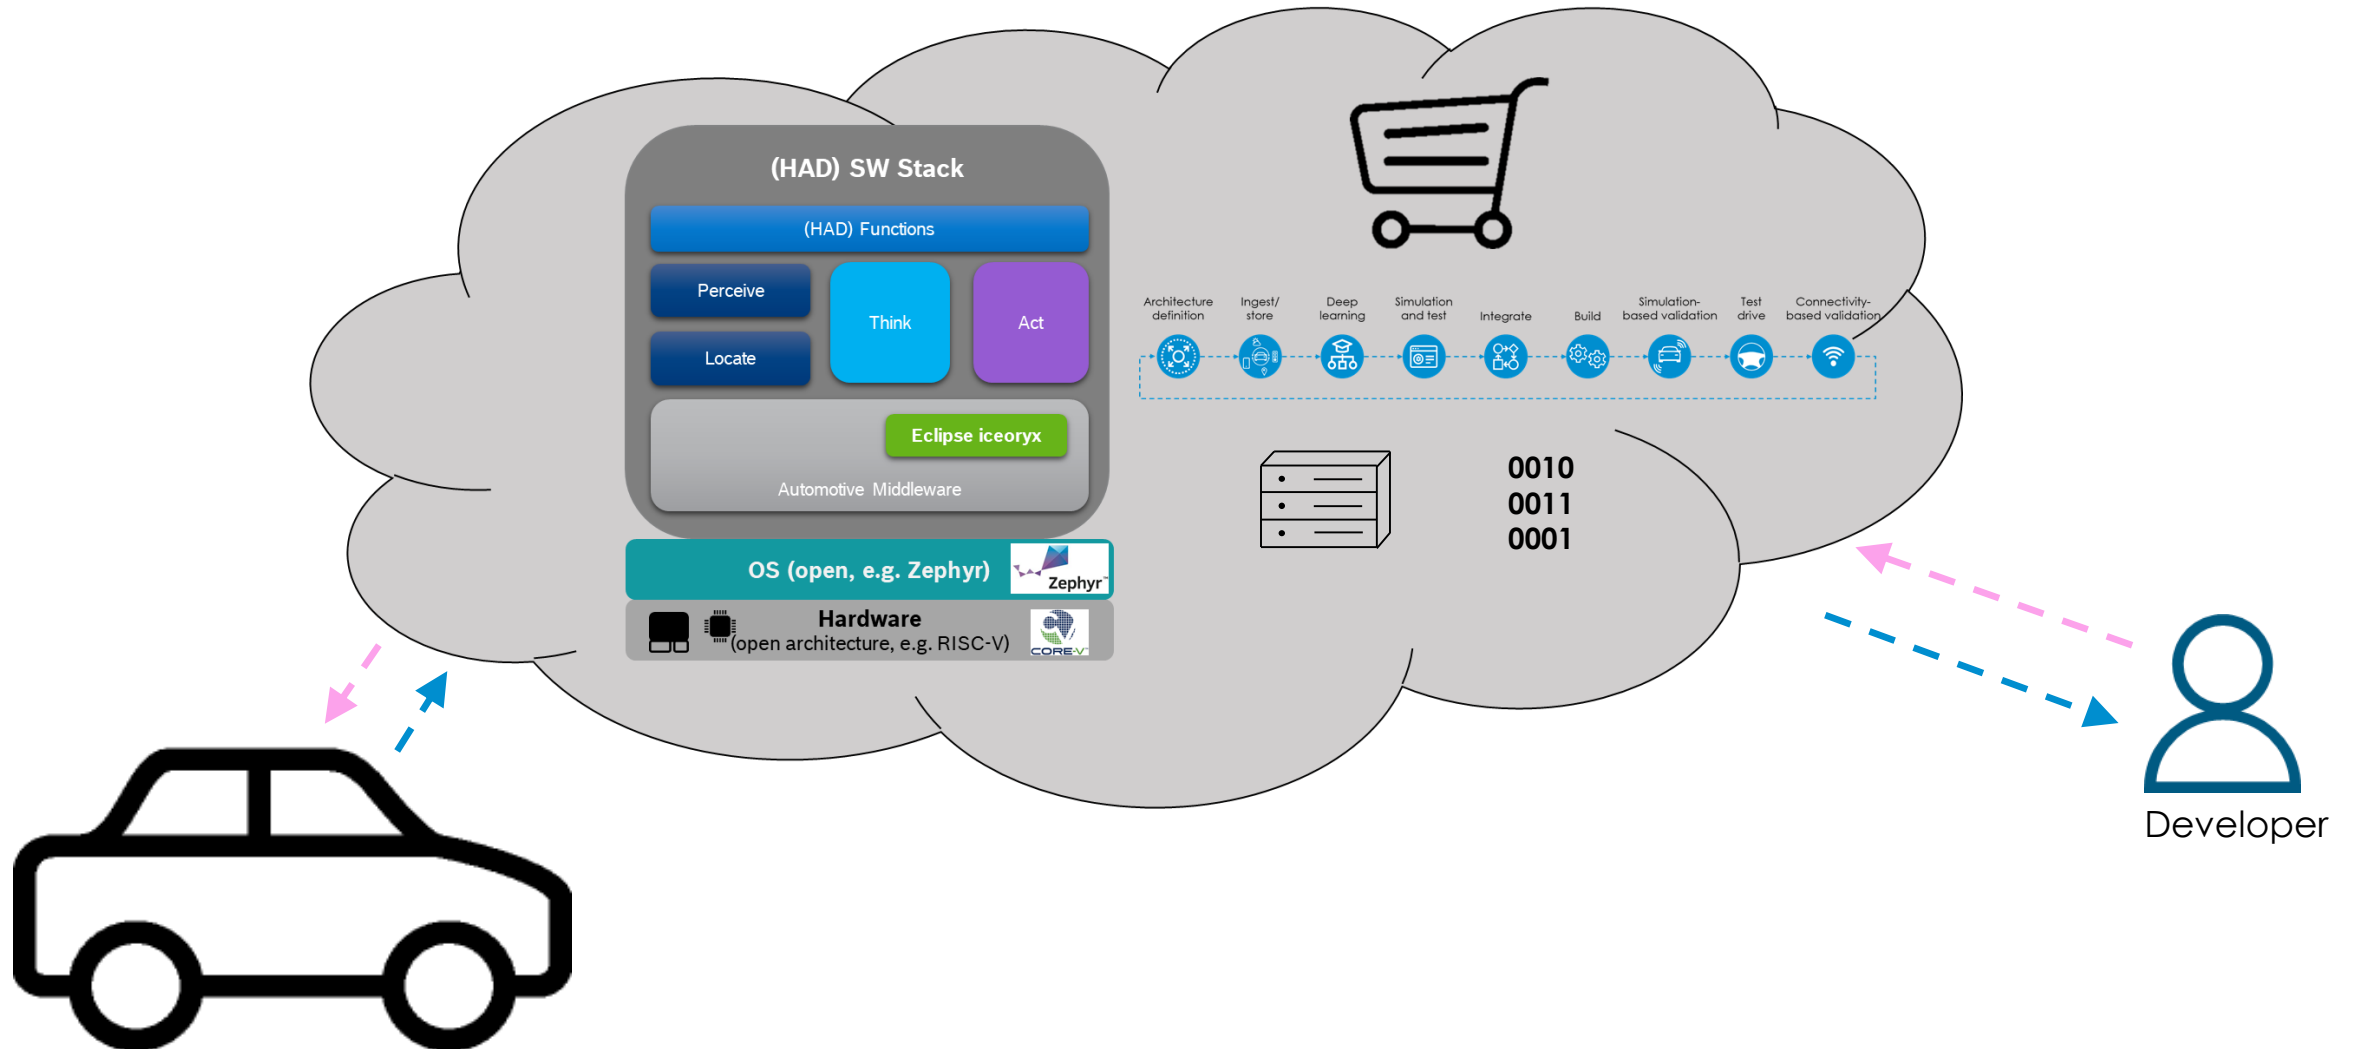 (HAD) SW Stack
(HAD) Functions
Perceive
Think
Act
Locate
Eclipse iceoryx
Automotive Middleware
OS (open, e.g. Zephyr)
Zephyr™
Hardware
(open architecture, e.g. RISC-V)
CORE-V™
Architecture
definition
Ingest/
store
Deep
learning
Simulation
and test
Integrate
Build
Simulation-
based validation
Test
drive
Connectivity-
based validation
0010
0011
0001
Developer